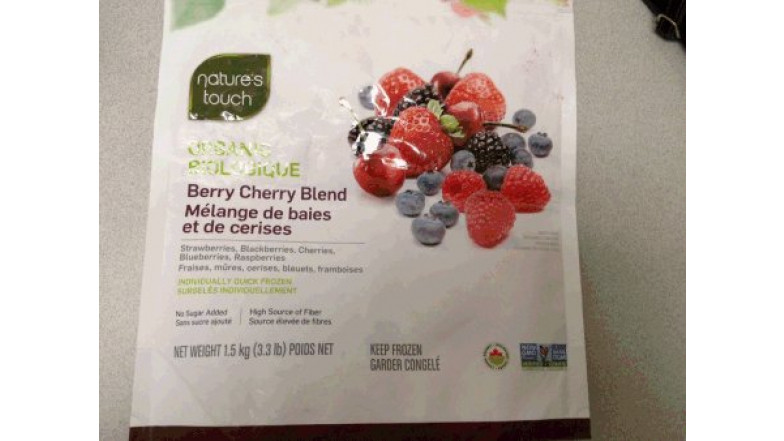 nature's
touch
ORGANIC
BIOLOGIQUE
Berry Cherry Blend
Mélange de baies
et de cerises
Strawberries, Blackberries, Cherries,
Blueberries, Raspberries
Fraises, mûres, cerises, bleuets, framboises
INDIVIDUALLY QUICK FROZEN
SURGELÉS INDIVIDUELLEMENT
No Sugar Added
Sans sucre ajouté
High Source of Fiber
Source élevée de fibres
NET WEIGHT 1.5 kg (3.3 lb) POIDS NET
KEEP FROZEN
GARDER CONGELÉ
NON
GMO